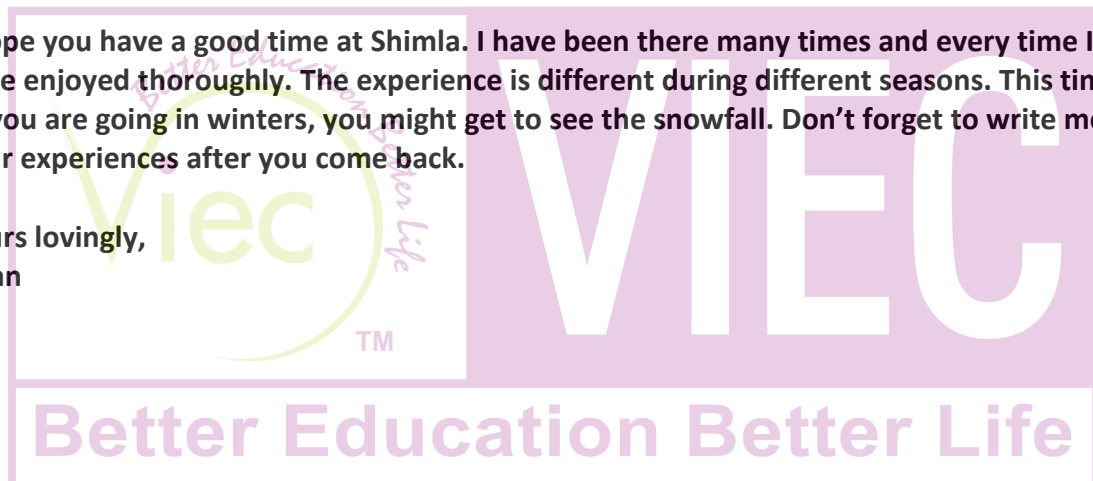 pe you have a good time at Shimla. I have been there many times and every time I
e enjoyed thoroughly. The experience is different during different seasons. This tim
you are going in winters, you might get to see the snowfall. Don’t forget to write me
r experiences after you come back.
rs lovingly,
n
Better Education Better Life
Viec
TM
VIEC
Better Education Better Life